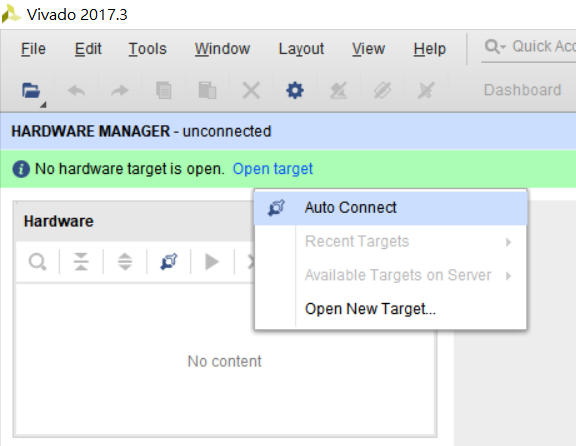 Vivado 2017.3
File Edit Tools Window Layout View Help Quick Acc
Dashboard
HARDWARE MANAGER - unconnected
No hardware target is open. Open target
Hardware
Auto Connect
Recent Targets
Available Targets on Server
Open New Target...
No content